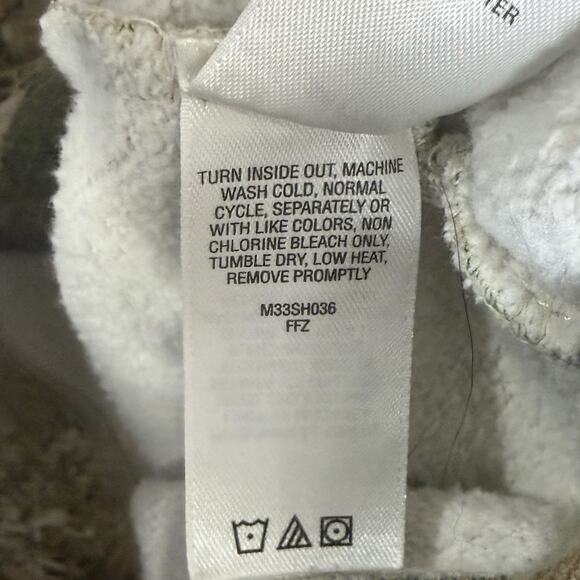 TER
TURN INSIDE OUT, MACHINE
WASH COLD, NORMAL
CYCLE, SEPARATELY OR
WITH LIKE COLORS, NON
CHLORINE BLEACH ONLY,
TUMBLE DRY, LOW HEAT,
REMOVE PROMPTLY
M33SH036
FFZ